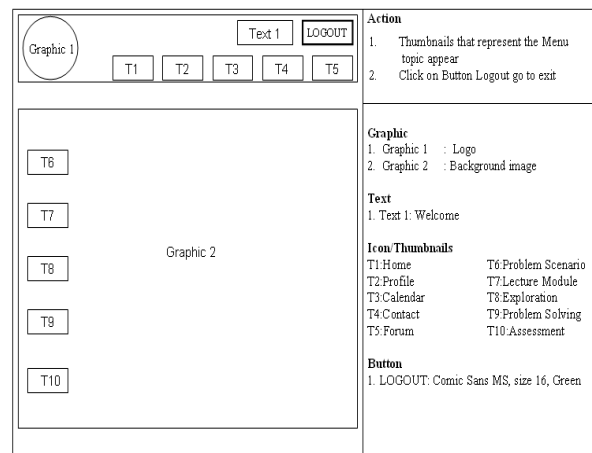 Graphic 1
Text 1
LOGOUT
T1 T2 T3 T4 T5
T6
T7
T8
T9
T10
Graphic 2
Action
1. Thumbnails that represent the Menu
topic appear
2. Click on Button Logout go to exit
Graphic
1. Graphic 1 : Logo
2. Graphic 2 : Background image
Text
1. Text 1: Welcome
Icon/Thumbnails
T1:Home T6:Problem Scenario
T2:Profile T7:Lecture Module
T3:Calendar T8:Exploration
T4:Contact T9:Problem Solving
T5:Forum T10:Assessment
Button
1. LOGOUT: Comic Sans MS, size 16, Green